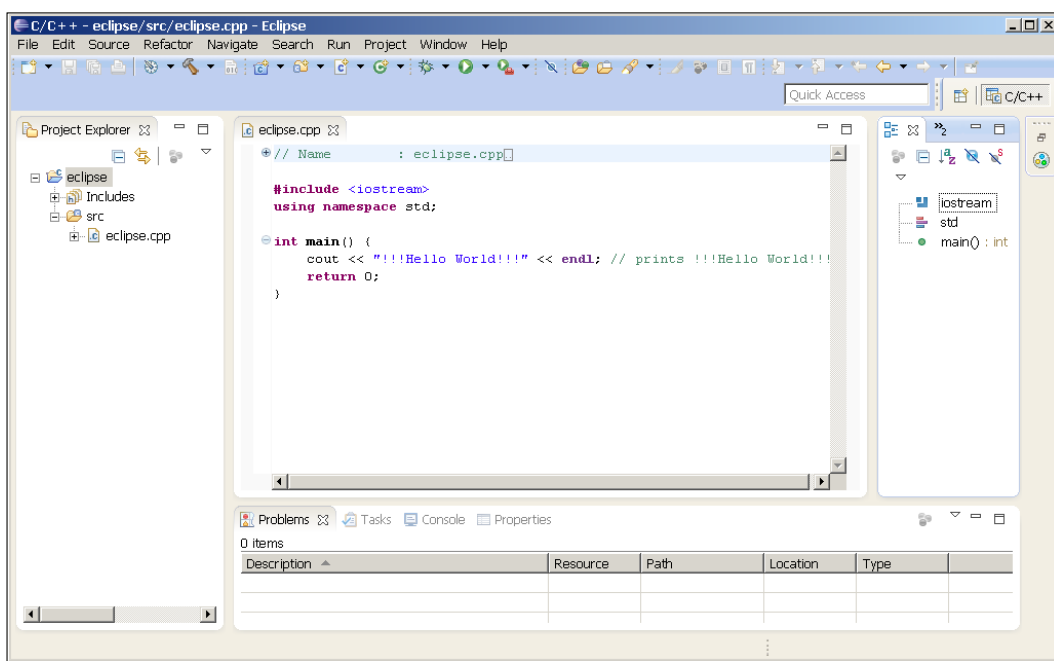 C/C++ - eclipse/src/eclipse.cpp - Eclipse
File Edit Source Refactor Navigate Search Run Project Window Help
Quick Access
C/C++
Project Explorer
eclipse
Includes
src
eclipse.cpp
eclipse.cpp
// Name : eclipse.cpp
#include <iostream>
using namespace std;
int main() {
cout << "!!!Hello World!!!" << endl; // prints !!!Hello World!!!
return 0;
}
»2
iostream
std
main() : int
Problems Tasks Console Properties
0 items
Description Resource Path Location Type